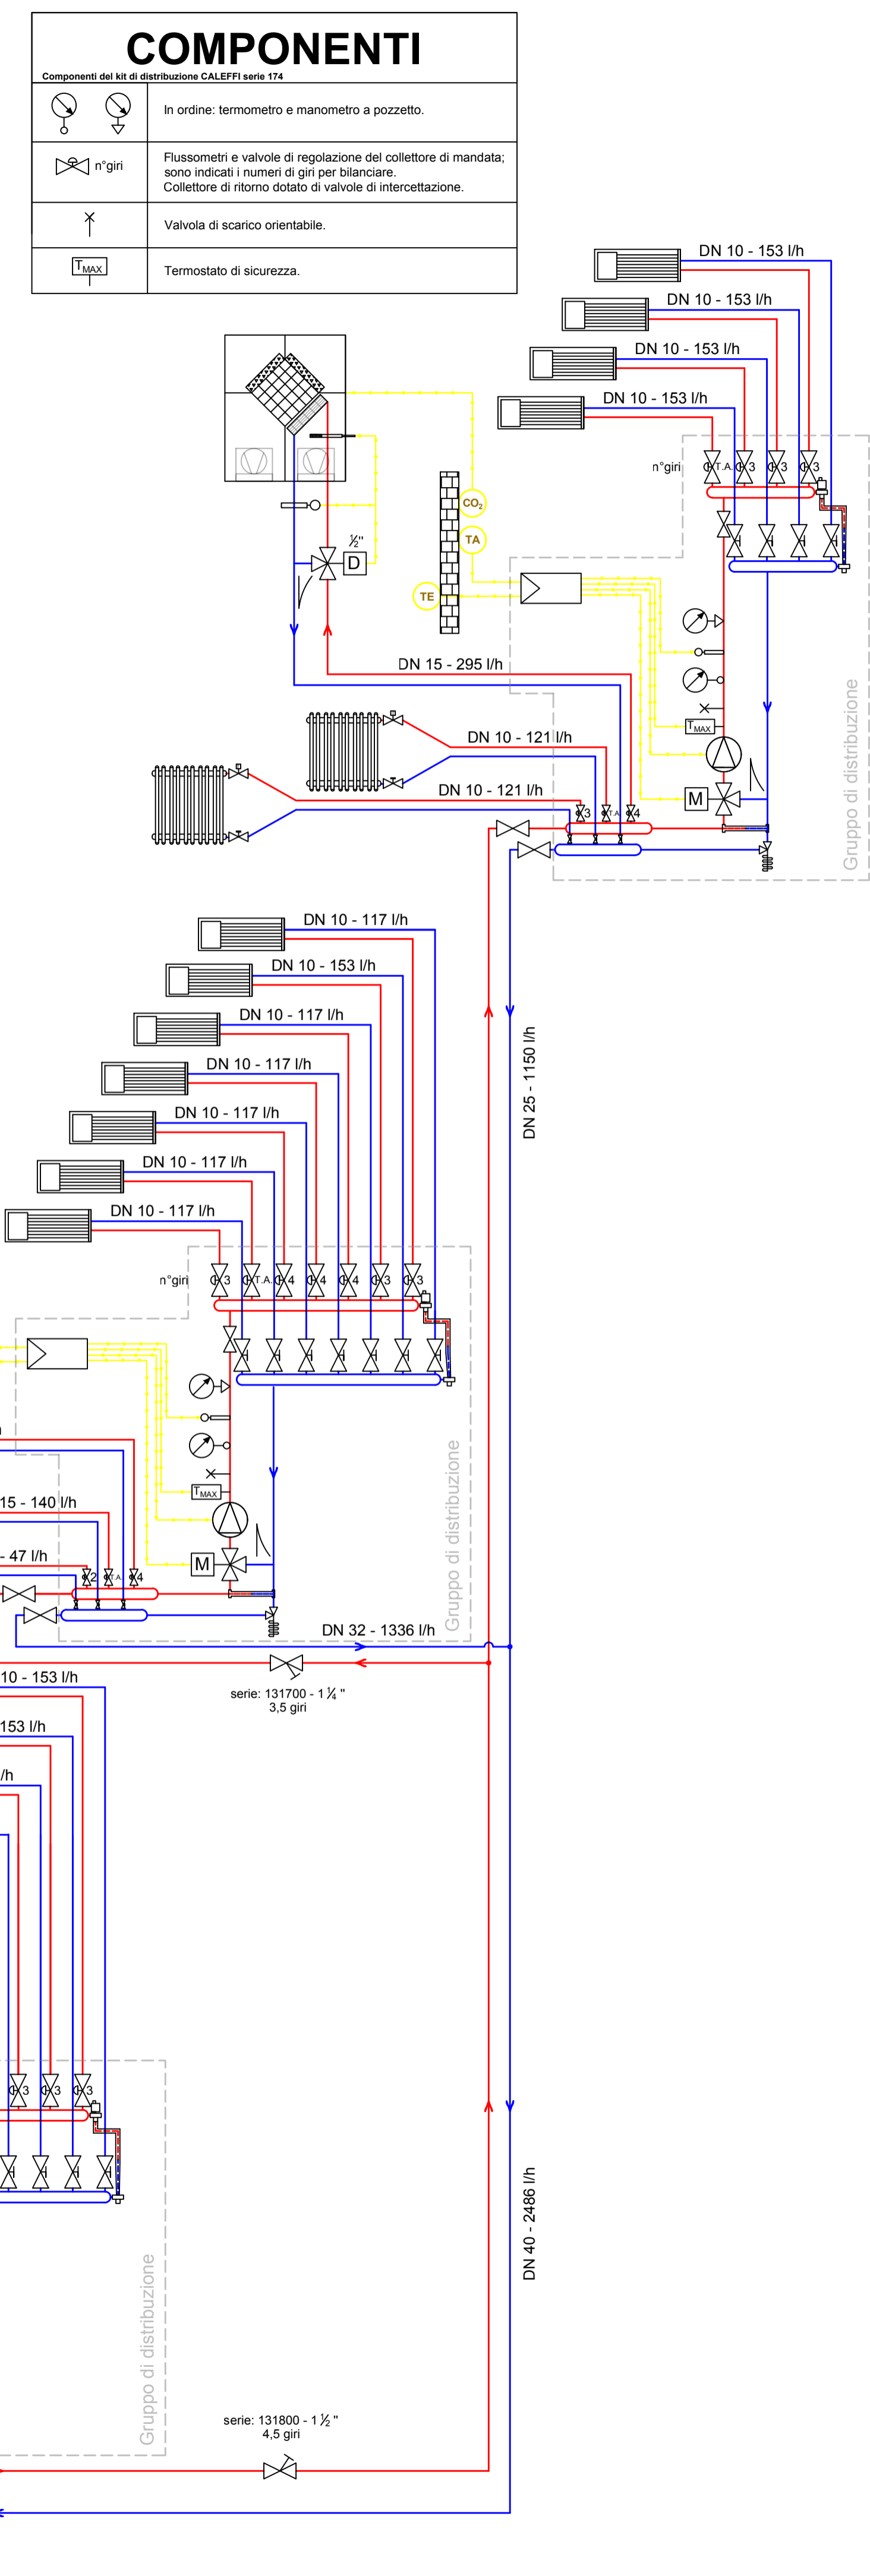 COMPONENTI
Componenti del kit di distribuzione CALEFFI serie 174
In ordine: termometro e manometro a pozzetto.
n°giri
Flussometri e valvole di regolazione del collettore di mandata;
sono indicati i numeri di giri per bilanciare.
Collettore di ritorno dotato di valvole di intercettazione.
Valvola di scarico orientabile.
TMAX
Termostato di sicurezza.
DN 10 - 153 l/h
DN 10 - 153 l/h
DN 10 - 153 l/h
DN 10 - 153 l/h
n°giri
T.A.
3
3
3
CO2
TA
TE
½"
D
DN 15 - 295 l/h
TMAX
M
Gruppo di distribuzione
DN 10 - 121 l/h
DN 10 - 121 l/h
3
T.A.
4
DN 10 - 117 l/h
DN 10 - 153 l/h
DN 10 - 117 l/h
DN 10 - 117 l/h
DN 10 - 117 l/h
DN 10 - 117 l/h
DN 10 - 117 l/h
DN 25 - 1150 l/h
n°giri
3
T.A.
4
4
4
3
3
TMAX
M
Gruppo di distribuzione
15 - 140 l/h
- 47 l/h
2
T.A.
4
DN 32 - 1336 l/h
serie: 131700 - 1 ¼ "
3,5 giri
10 - 153 l/h
153 l/h
/h
3
3
3
Gruppo di distribuzione
DN 40 - 2486 l/h
serie: 131800 - 1 ½ "
4,5 giri